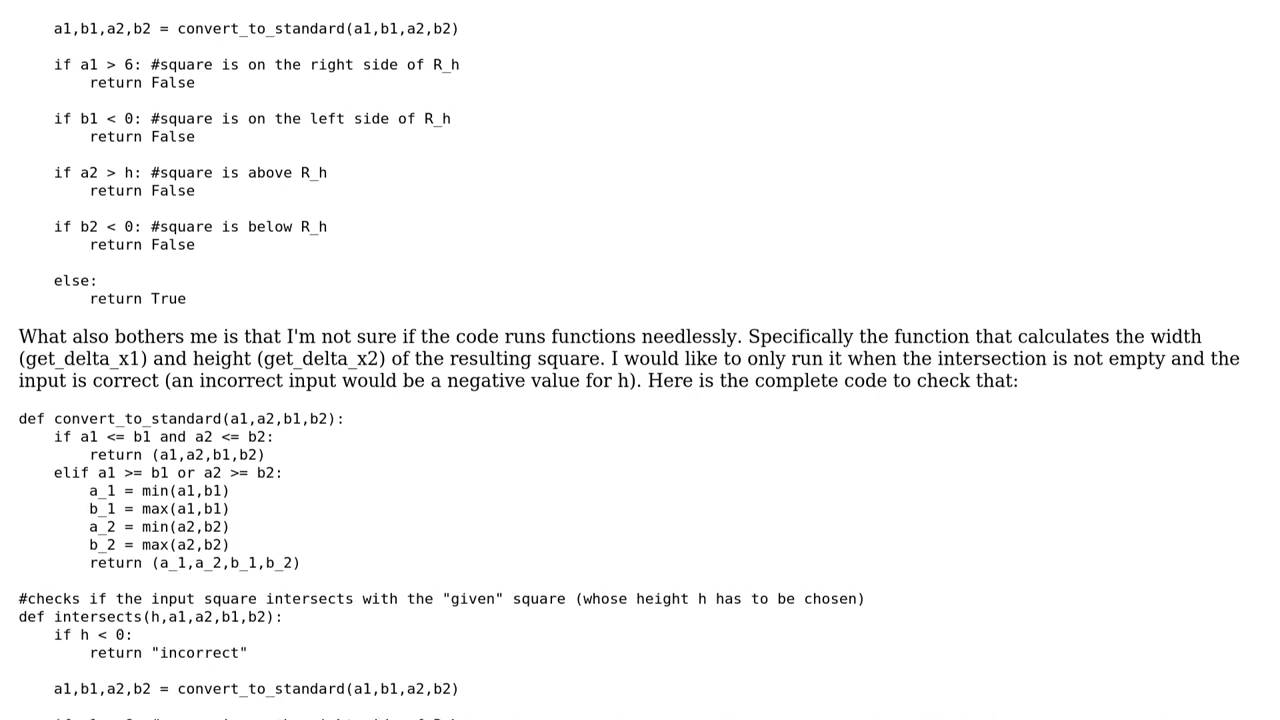 a1,b1,a2,b2 = convert_to_standard(a1,b1,a2,b2)
if a1 > 6: #square is on the right side of R_h
return False
if b1 < 0: #square is on the left side of R_h
return False
if a2 > h: #square is above R_h
return False
if b2 < 0: #square is below R_h
return False
else:
return True
What also bothers me is that I'm not sure if the code runs functions needlessly. Specifically the function that calculates the width
(get_delta_x1) and height (get_delta_x2) of the resulting square. I would like to only run it when the intersection is not empty and the
input is correct (an incorrect input would be a negative value for h). Here is the complete code to check that:
def convert_to_standard(a1,a2,b1,b2):
if a1 <= b1 and a2 <= b2:
return (a1,a2,b1,b2)
elif a1 >= b1 or a2 >= b2:
a_1 = min(a1,b1)
b_1 = max(a1,b1)
a_2 = min(a2,b2)
b_2 = max(a2,b2)
return (a_1,a_2,b_1,b_2)
#checks if the input square intersects with the "given" square (whose height h has to be chosen)
def intersects(h,a1,a2,b1,b2):
if h < 0:
return "incorrect"
a1,b1,a2,b2 = convert_to_standard(a1,b1,a2,b2)